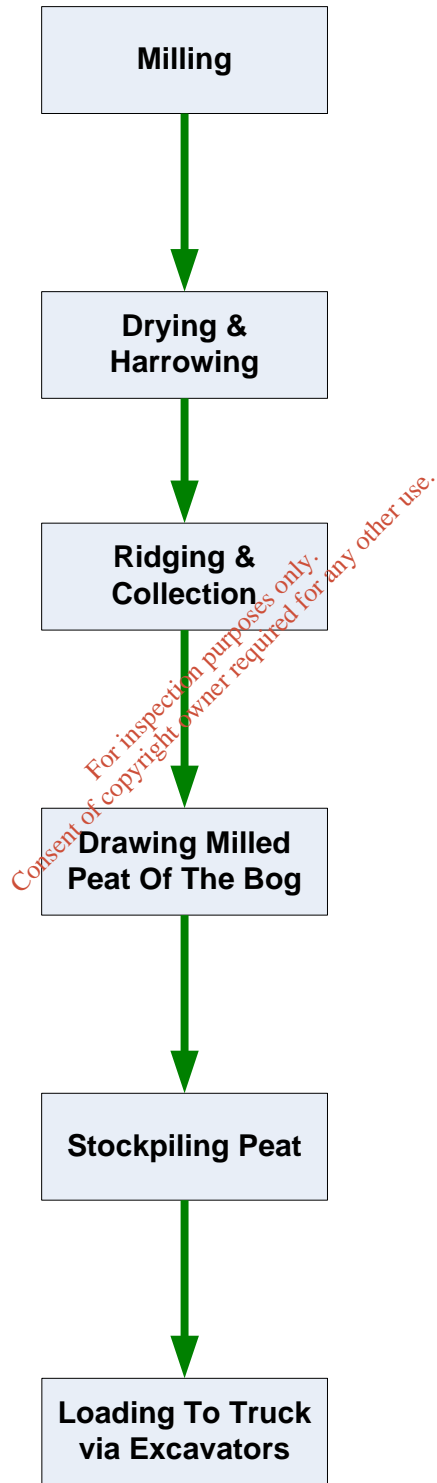 Milling
Drying &
Harrowing
Ridging &
Collection
For inspection purposes only.
Consent of copyright owner required for any other use.
Drawing Milled
Peat Of The Bog
Stockpiling Peat
Loading To Truck
via Excavators